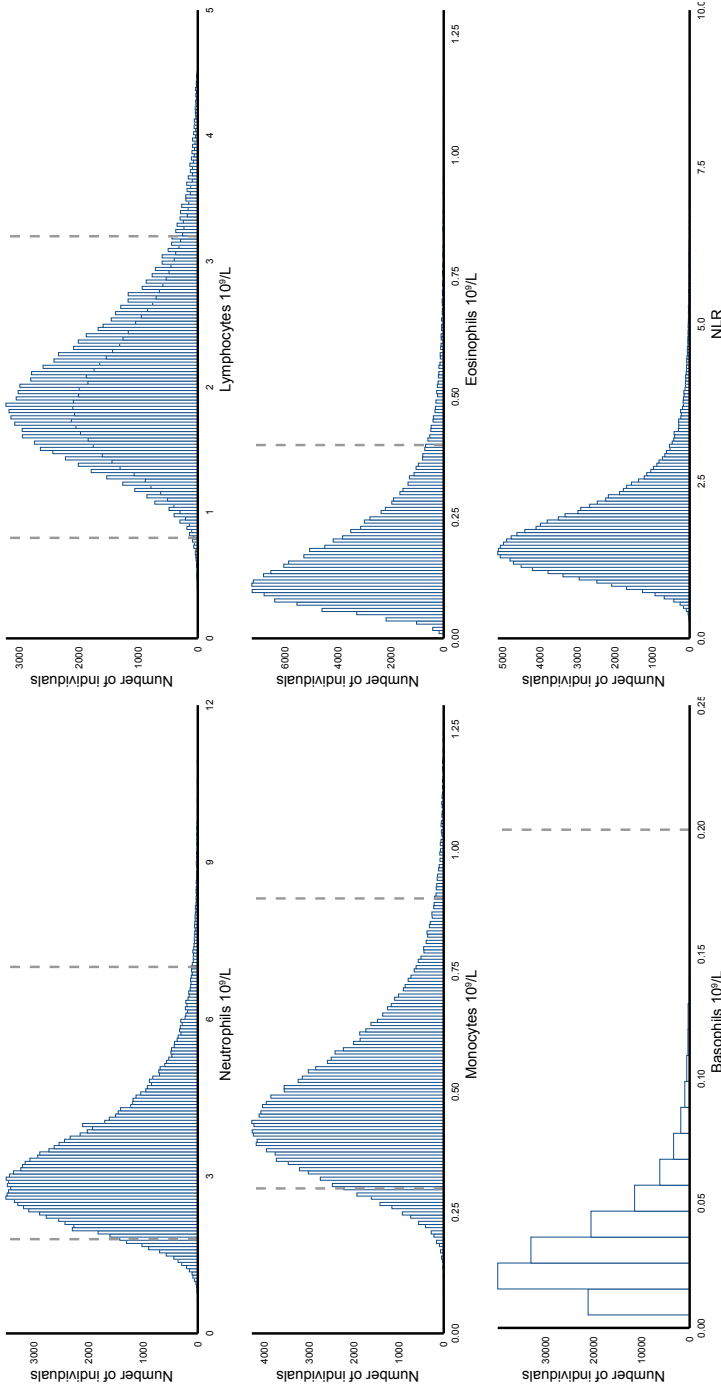 Number of individuals
3000
2000
1000
0
0 3 6 9 12
Neutrophils 10⁹/L
Number of individuals
3000
2000
1000
0
0 1 2 3 4 5
Lymphocytes 10⁹/L
Number of individuals
4000
3000
2000
1000
0
0.00 0.25 0.50 0.75 1.00 1.25
Monocytes 10⁹/L
Number of individuals
6000
4000
2000
0
0.00 0.25 0.50 0.75 1.00 1.25
Eosinophils 10⁹/L
Number of individuals
30000
20000
10000
0
0.00 0.05 0.10 0.15 0.20 0.25
Basophils 10⁹/L
Number of individuals
5000
4000
3000
2000
1000
0
2.5 5.0 7.5 10.0
NLR